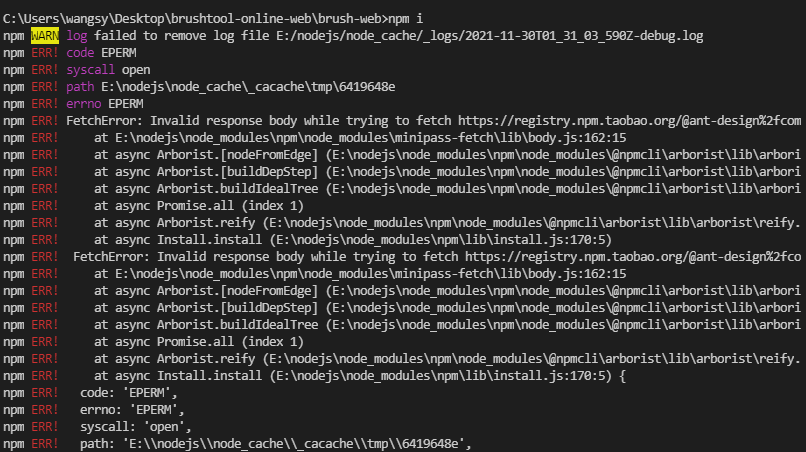 C:\Users\wangsy\Desktop\brushtool-online-web\brush-web>npm i
npm WARN log failed to remove log file E:/nodejs/node_cache/_logs/2021-11-30T01_31_03_590Z-debug.log
npm ERR! code EPERM
npm ERR! syscall open
npm ERR! path E:\nodejs\node_cache\_cacache\tmp\6419648e
npm ERR! errno EPERM
npm ERR! FetchError: Invalid response body while trying to fetch https://registry.npm.taobao.org/@ant-design%2fcom
npm ERR!     at E:\nodejs\node_modules\npm\node_modules\minipass-fetch\lib\body.js:162:15
npm ERR!     at async Arborist.[nodeFromEdge] (E:\nodejs\node_modules\npm\node_modules\@npmcli\arborist\lib\arbori
npm ERR!     at async Arborist.[buildDepStep] (E:\nodejs\node_modules\npm\node_modules\@npmcli\arborist\lib\arbori
npm ERR!     at async Arborist.buildIdealTree (E:\nodejs\node_modules\npm\node_modules\@npmcli\arborist\lib\arbori
npm ERR!     at async Promise.all (index 1)
npm ERR!     at async Arborist.reify (E:\nodejs\node_modules\npm\node_modules\@npmcli\arborist\lib\arborist\reify.
npm ERR!     at async Install.install (E:\nodejs\node_modules\npm\lib\install.js:170:5)
npm ERR!  FetchError: Invalid response body while trying to fetch https://registry.npm.taobao.org/@ant-design%2fco
npm ERR!     at E:\nodejs\node_modules\npm\node_modules\minipass-fetch\lib\body.js:162:15
npm ERR!     at async Arborist.[nodeFromEdge] (E:\nodejs\node_modules\npm\node_modules\@npmcli\arborist\lib\arbori
npm ERR!     at async Arborist.[buildDepStep] (E:\nodejs\node_modules\npm\node_modules\@npmcli\arborist\lib\arbori
npm ERR!     at async Arborist.buildIdealTree (E:\nodejs\node_modules\npm\node_modules\@npmcli\arborist\lib\arbori
npm ERR!     at async Promise.all (index 1)
npm ERR!     at async Arborist.reify (E:\nodejs\node_modules\npm\node_modules\@npmcli\arborist\lib\arborist\reify.
npm ERR!     at async Install.install (E:\nodejs\node_modules\npm\lib\install.js:170:5) {
npm ERR!   code: 'EPERM',
npm ERR!   errno: 'EPERM',
npm ERR!   syscall: 'open',
npm ERR!   path: 'E:\\nodejs\\node_cache\\_cacache\\tmp\\6419648e',